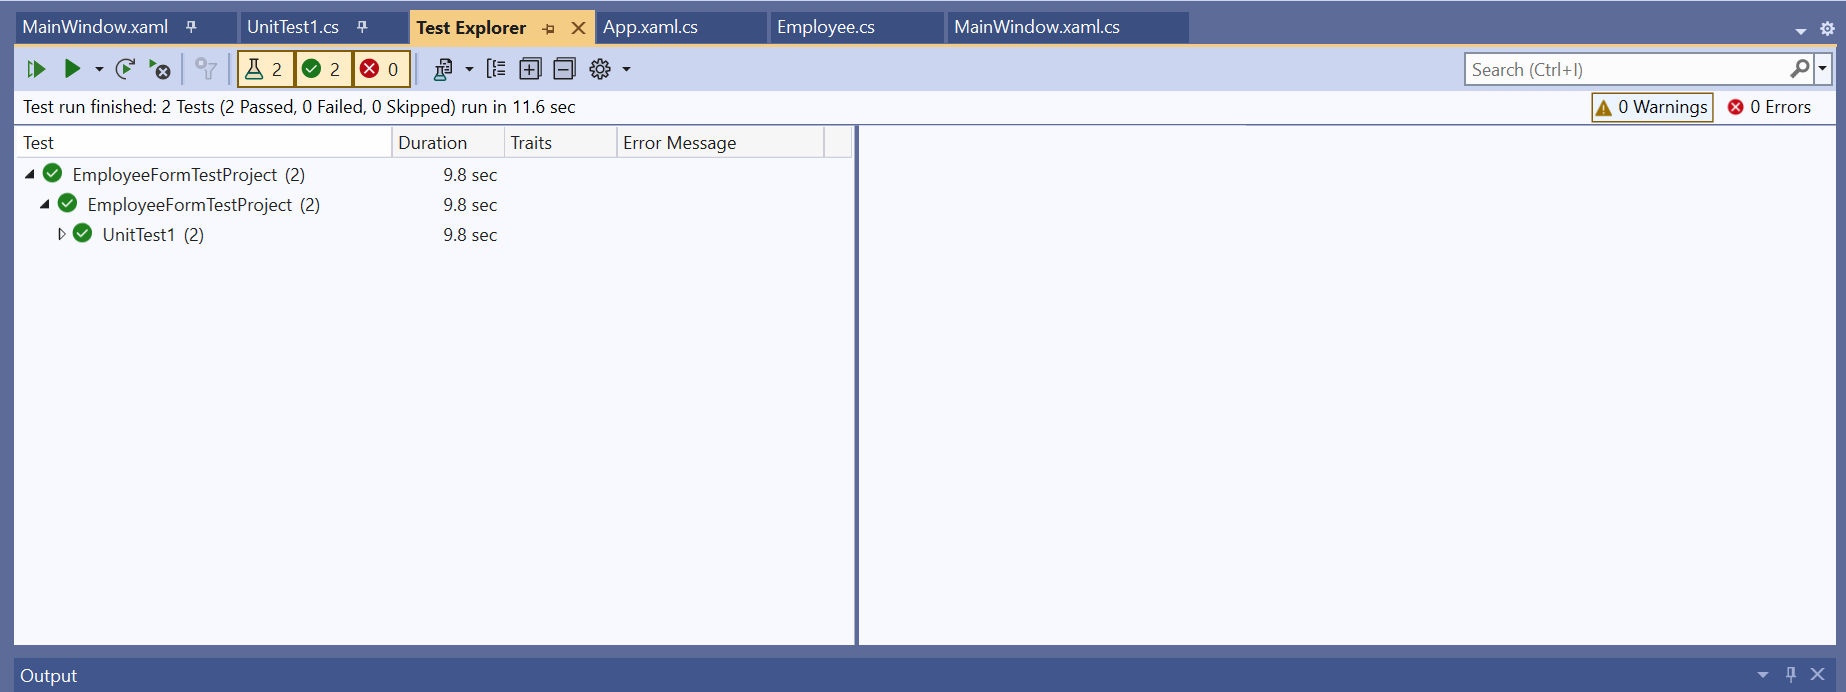 MainWindow.xaml UnitTest1.cs Test Explorer App.xaml.cs Employee.cs MainWindow.xaml.cs
2 2 0 Search (Ctrl+I)
Test run finished: 2 Tests (2 Passed, 0 Failed, 0 Skipped) run in 11.6 sec 0 Warnings 0 Errors
Test Duration Traits Error Message
EmployeeFormTestProject (2) 9.8 sec
EmployeeFormTestProject (2) 9.8 sec
UnitTest1 (2) 9.8 sec
Output